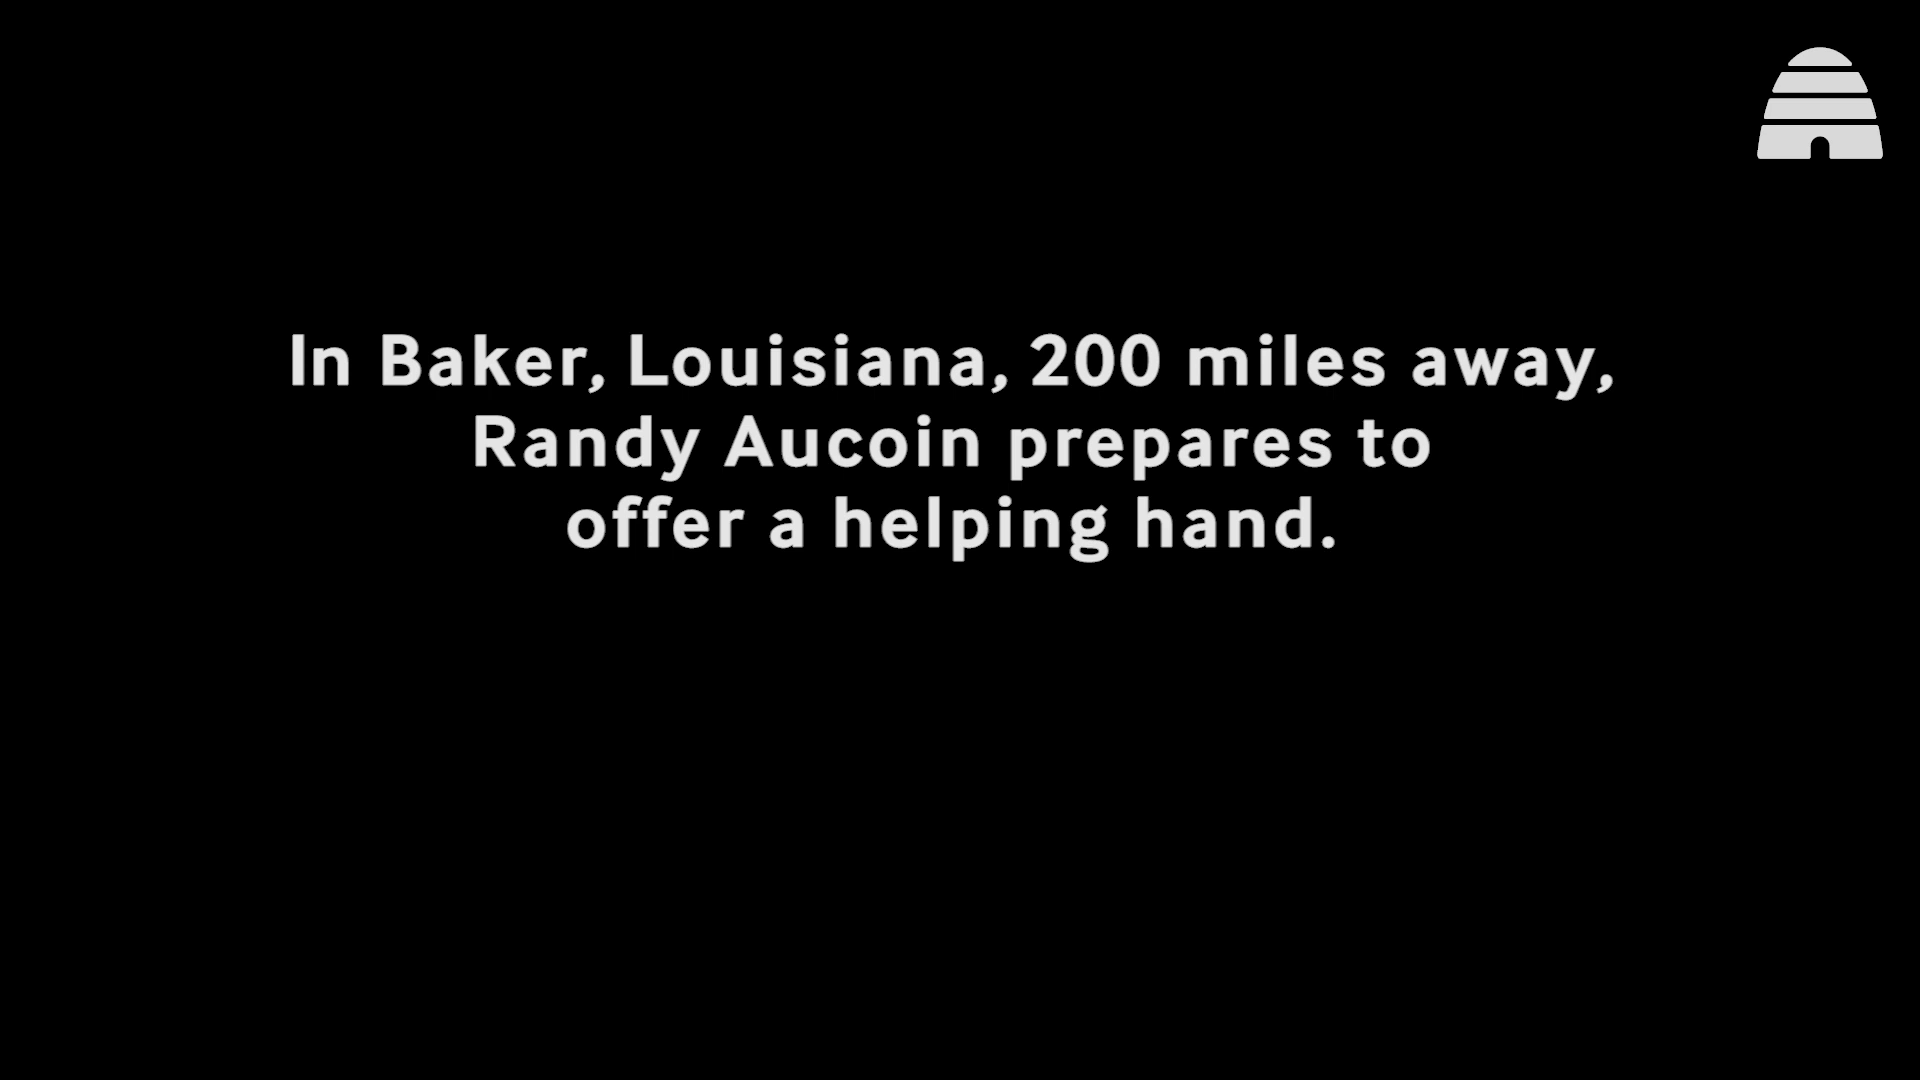 In Baker, Louisiana, 200 miles away,
Randy Aucoin prepares to
offer a helping hand.